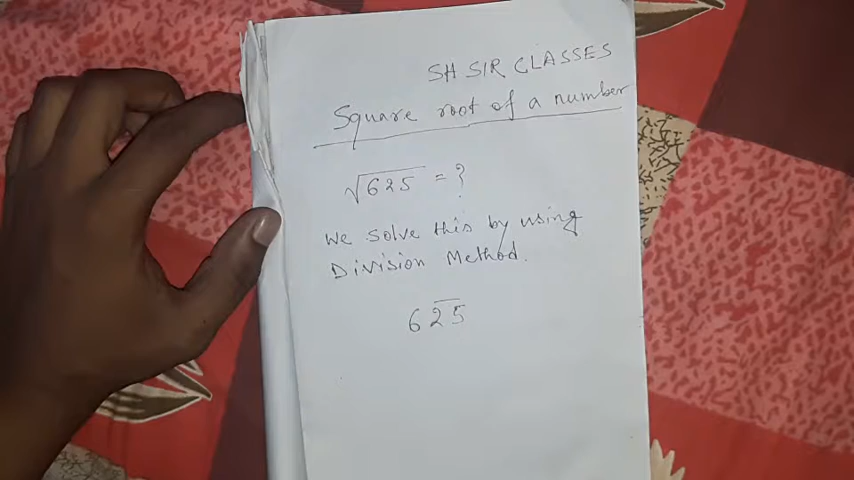 SH SIR CLASSES
Square root of a number
√625 = ?
We solve this by using
Division Method.
625